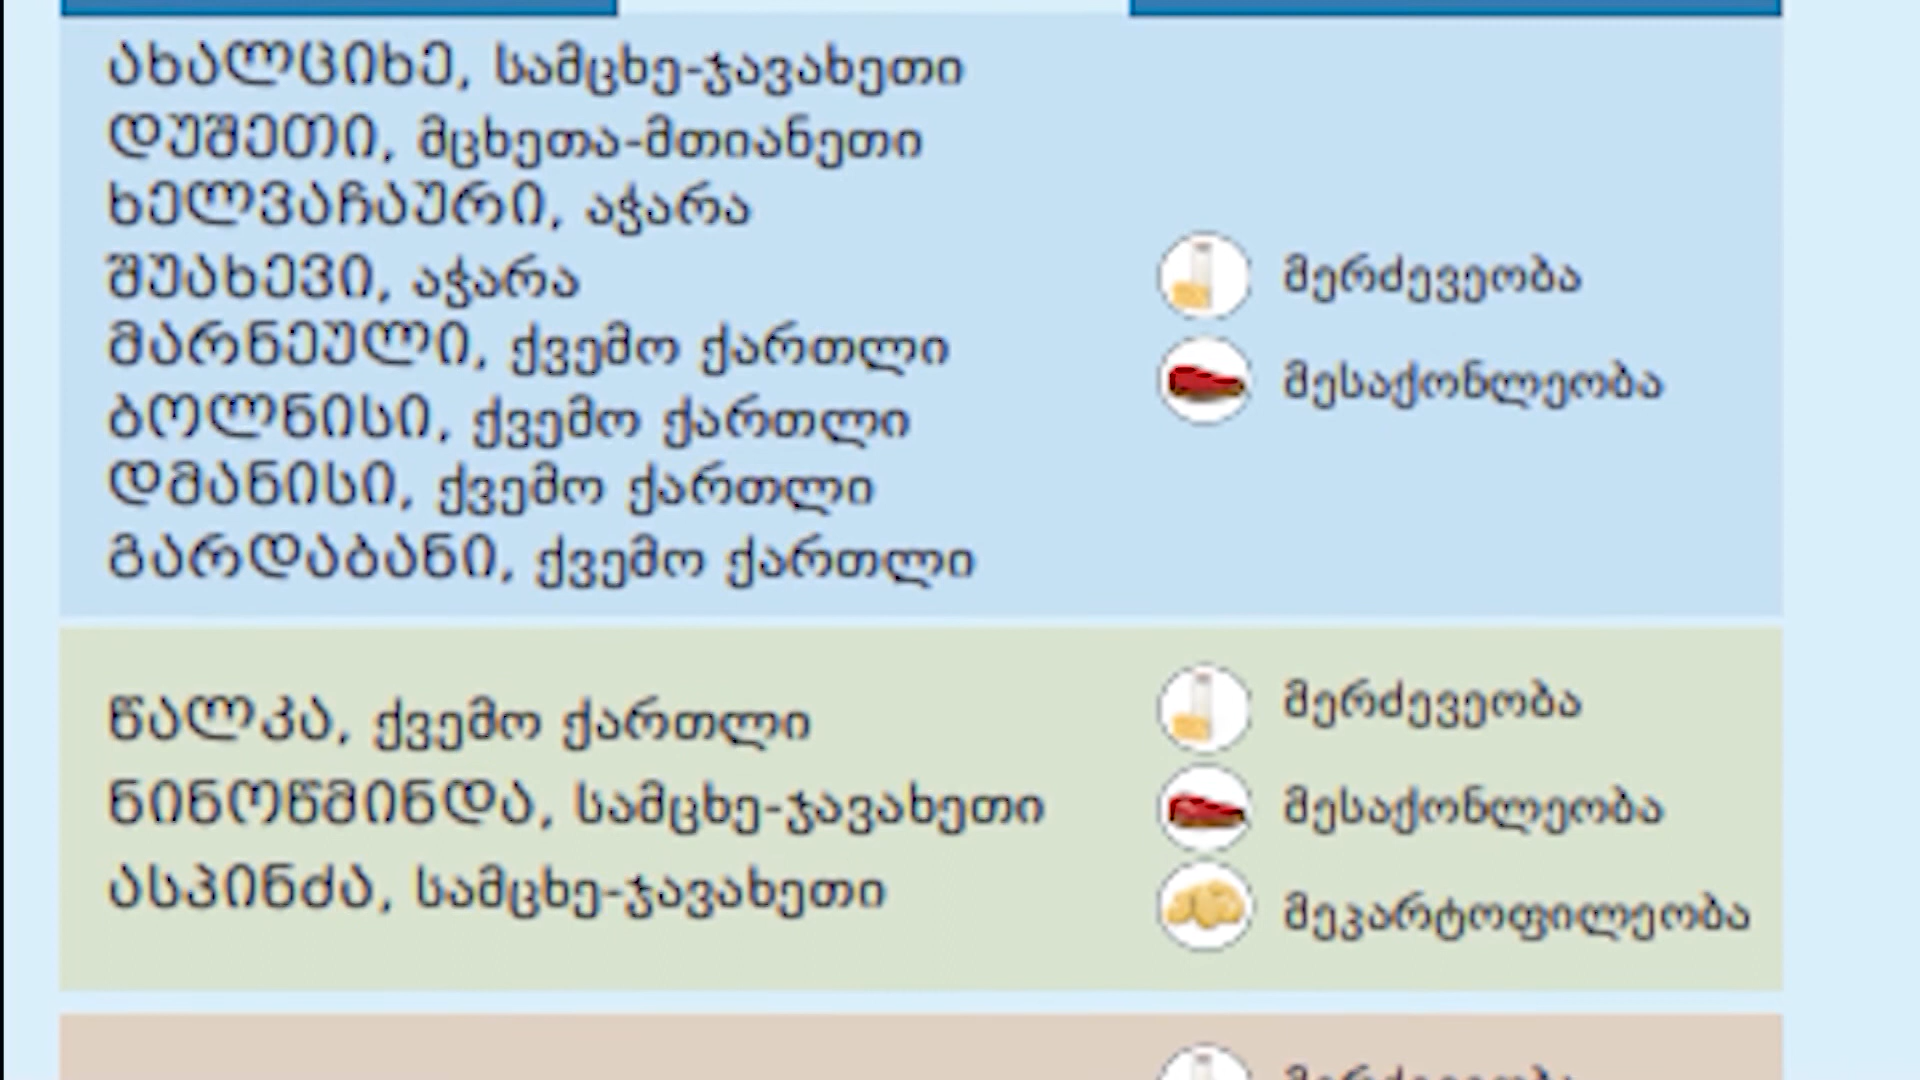 ᲐᲮᲐᲚᲪᲘᲮᲔ, სამცხე-ჯავახეთი
ᲓᲣᲨᲔᲗᲘ, მცხეთა-მთიანეთი
ᲮᲔᲚᲕᲐᲩᲐᲣᲠᲘ, აჭარა
ᲨᲣᲐᲮᲔᲕᲘ, აჭარა
ᲛᲐᲠᲜᲔᲣᲚᲘ, ქვემო ქართლი
ᲑᲝᲚᲜᲘᲡᲘ, ქვემო ქართლი
ᲓᲛᲐᲜᲘᲡᲘ, ქვემო ქართლი
ᲒᲐᲠᲓᲐᲑᲐᲜᲘ, ქვემო ქართლი
მერძევეობა
მესაქონლეობა
ᲬᲐᲚᲙᲐ, ქვემო ქართლი
ᲜᲘᲜᲝᲬᲛᲘᲜᲓᲐ, სამცხე-ჯავახეთი
ᲐᲡᲞᲘᲜᲫᲐ, სამცხე-ჯავახეთი
მერძევეობა
მესაქონლეობა
მეკარტოფილეობა
მერძევეობა